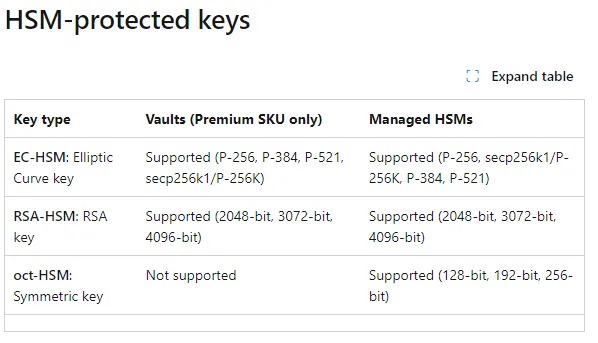 HSM-protected keys
Expand table
Key type Vaults (Premium SKU only) Managed HSMs
EC-HSM: Elliptic Supported (P-256, P-384, P-521, Supported (P-256, secp256k1/P-
Curve key secp256k1/P-256K) 256K, P-384, P-521)
RSA-HSM: RSA Supported (2048-bit, 3072-bit, Supported (2048-bit, 3072-bit,
key 4096-bit) 4096-bit)
oct-HSM: Not supported Supported (128-bit, 192-bit, 256-
Symmetric key bit)